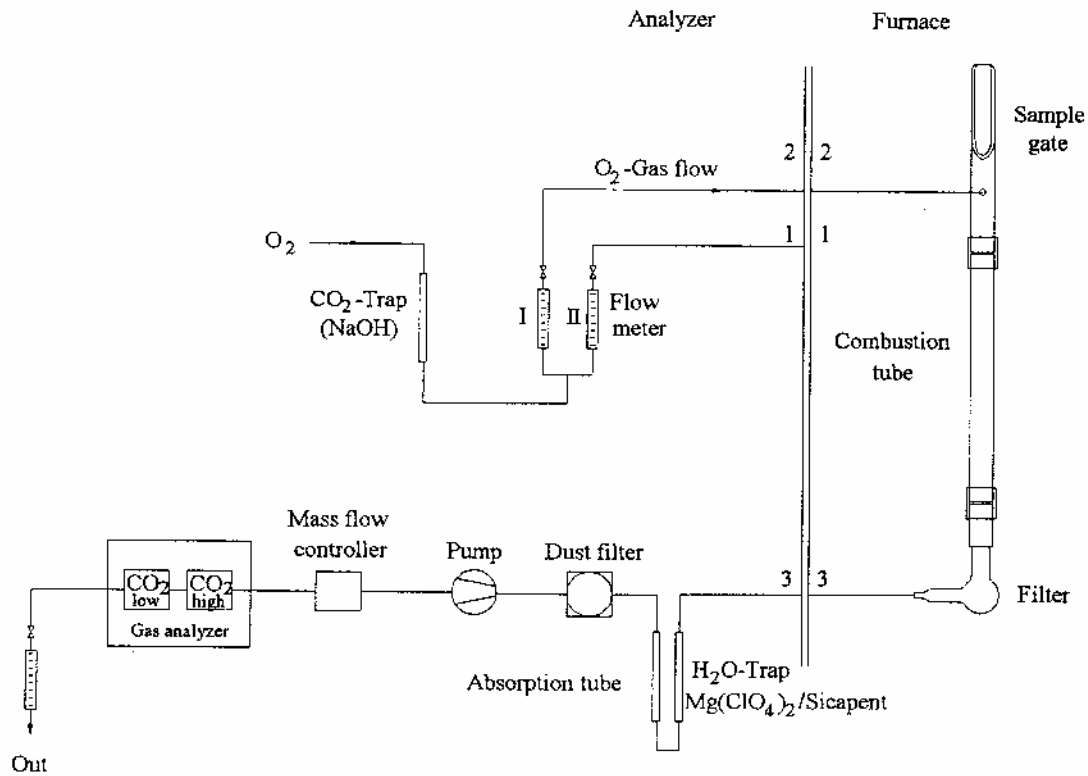 Analyzer
Furnace
Sample
gate
2
2
O₂-Gas flow
O₂
1
1
CO₂-Trap
(NaOH)
I
II
Flow
meter
Combustion
tube
Mass flow
controller
Pump
Dust filter
3
3
Filter
CO₂
low
CO₂
high
Gas analyzer
Absorption tube
H₂O-Trap
Mg(ClO₄)₂/Sicapent
Out